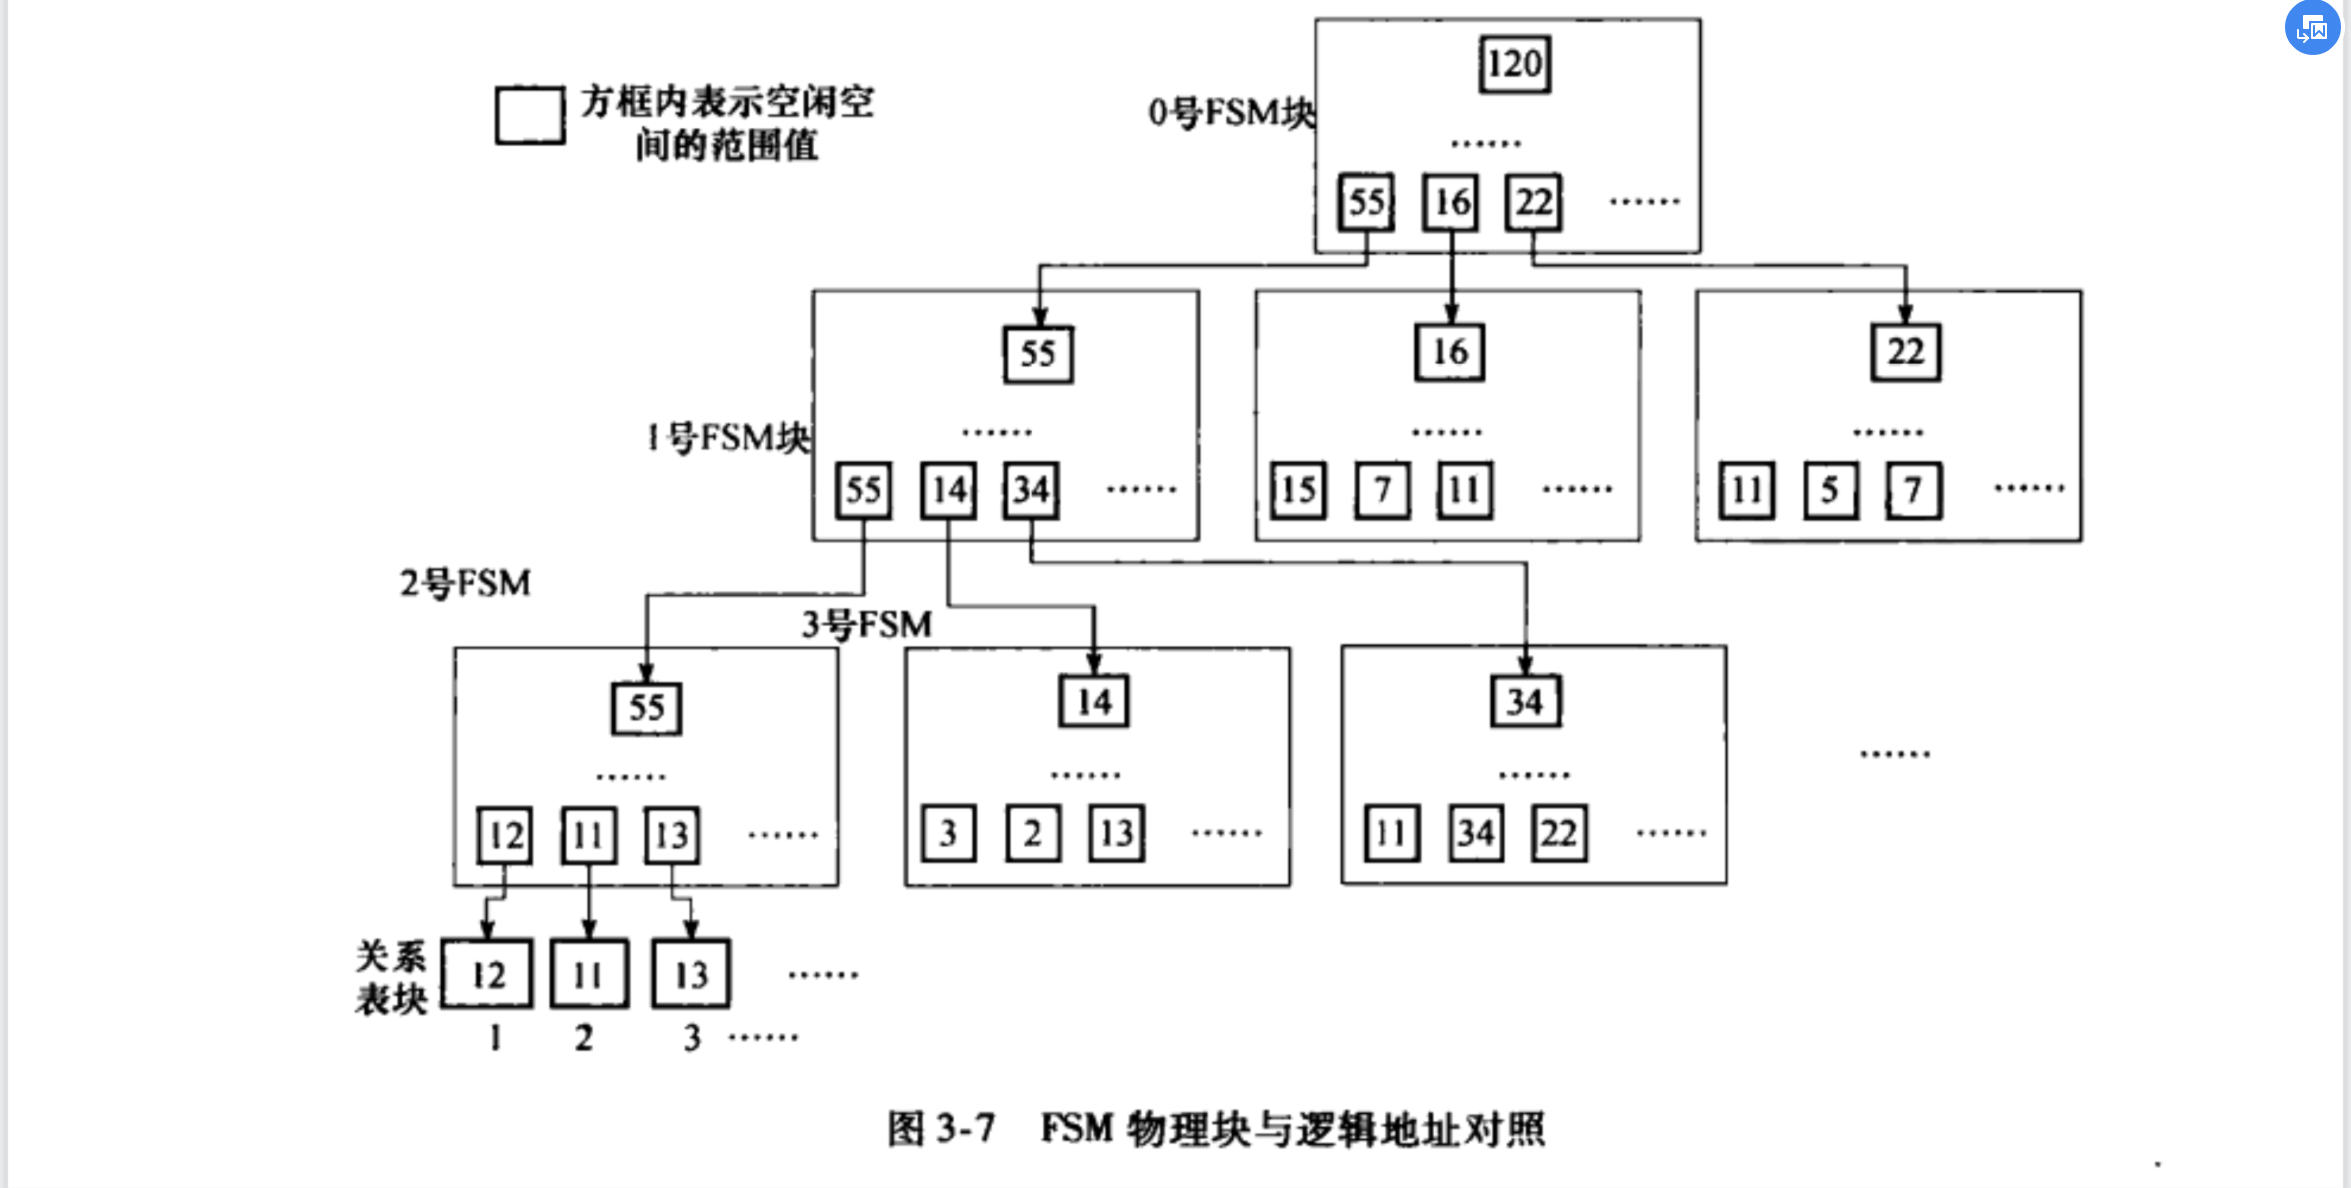 120
方框内表示空闲空
间的范围值
0号FSM块
……
55 16 22 ……
55 16 22
…… …… ……
1号FSM块
55 14 34 …… 15 7 11 …… 11 5 7 ……
2号FSM
3号FSM
55 14 34
…… …… …… ……
12 11 13 …… 3 2 13 …… 11 34 22 ……
关系
表块
12 11 13 ……
1 2 3 ……
图 3-7 FSM 物理块与逻辑地址对照